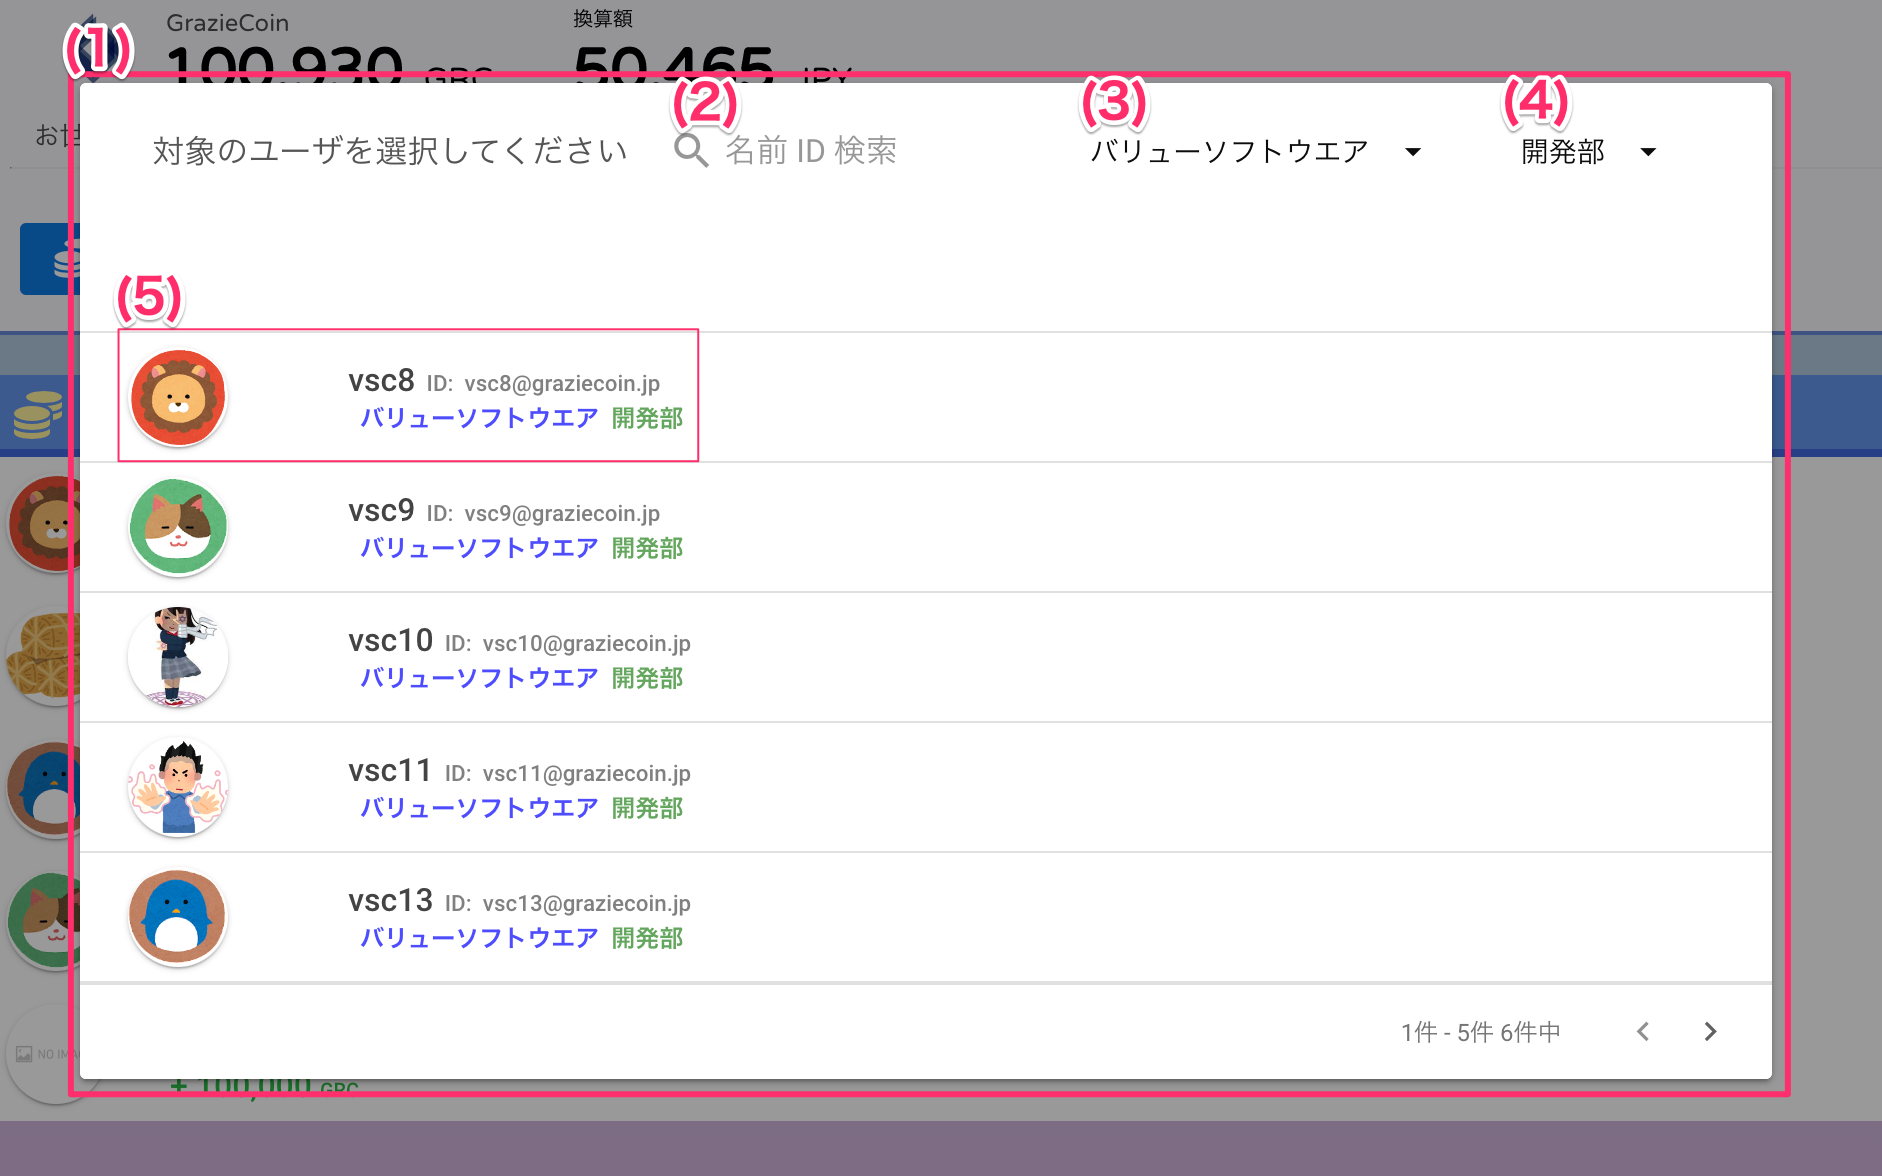 GrazieCoin
換算額
(1)
100,930 GRC
50,465 JPY
(2)
(3)
(4)
お世
対象のユーザを選択してください
名前 ID 検索
バリューソフトウエア
開発部
(5)
vsc8 ID: vsc8@graziecoin.jp
バリューソフトウエア 開発部
vsc9 ID: vsc9@graziecoin.jp
バリューソフトウエア 開発部
vsc10 ID: vsc10@graziecoin.jp
バリューソフトウエア 開発部
vsc11 ID: vsc11@graziecoin.jp
バリューソフトウエア 開発部
vsc13 ID: vsc13@graziecoin.jp
バリューソフトウエア 開発部
1件 - 5件 6件中
NO IMA
+ 100,000 GRC